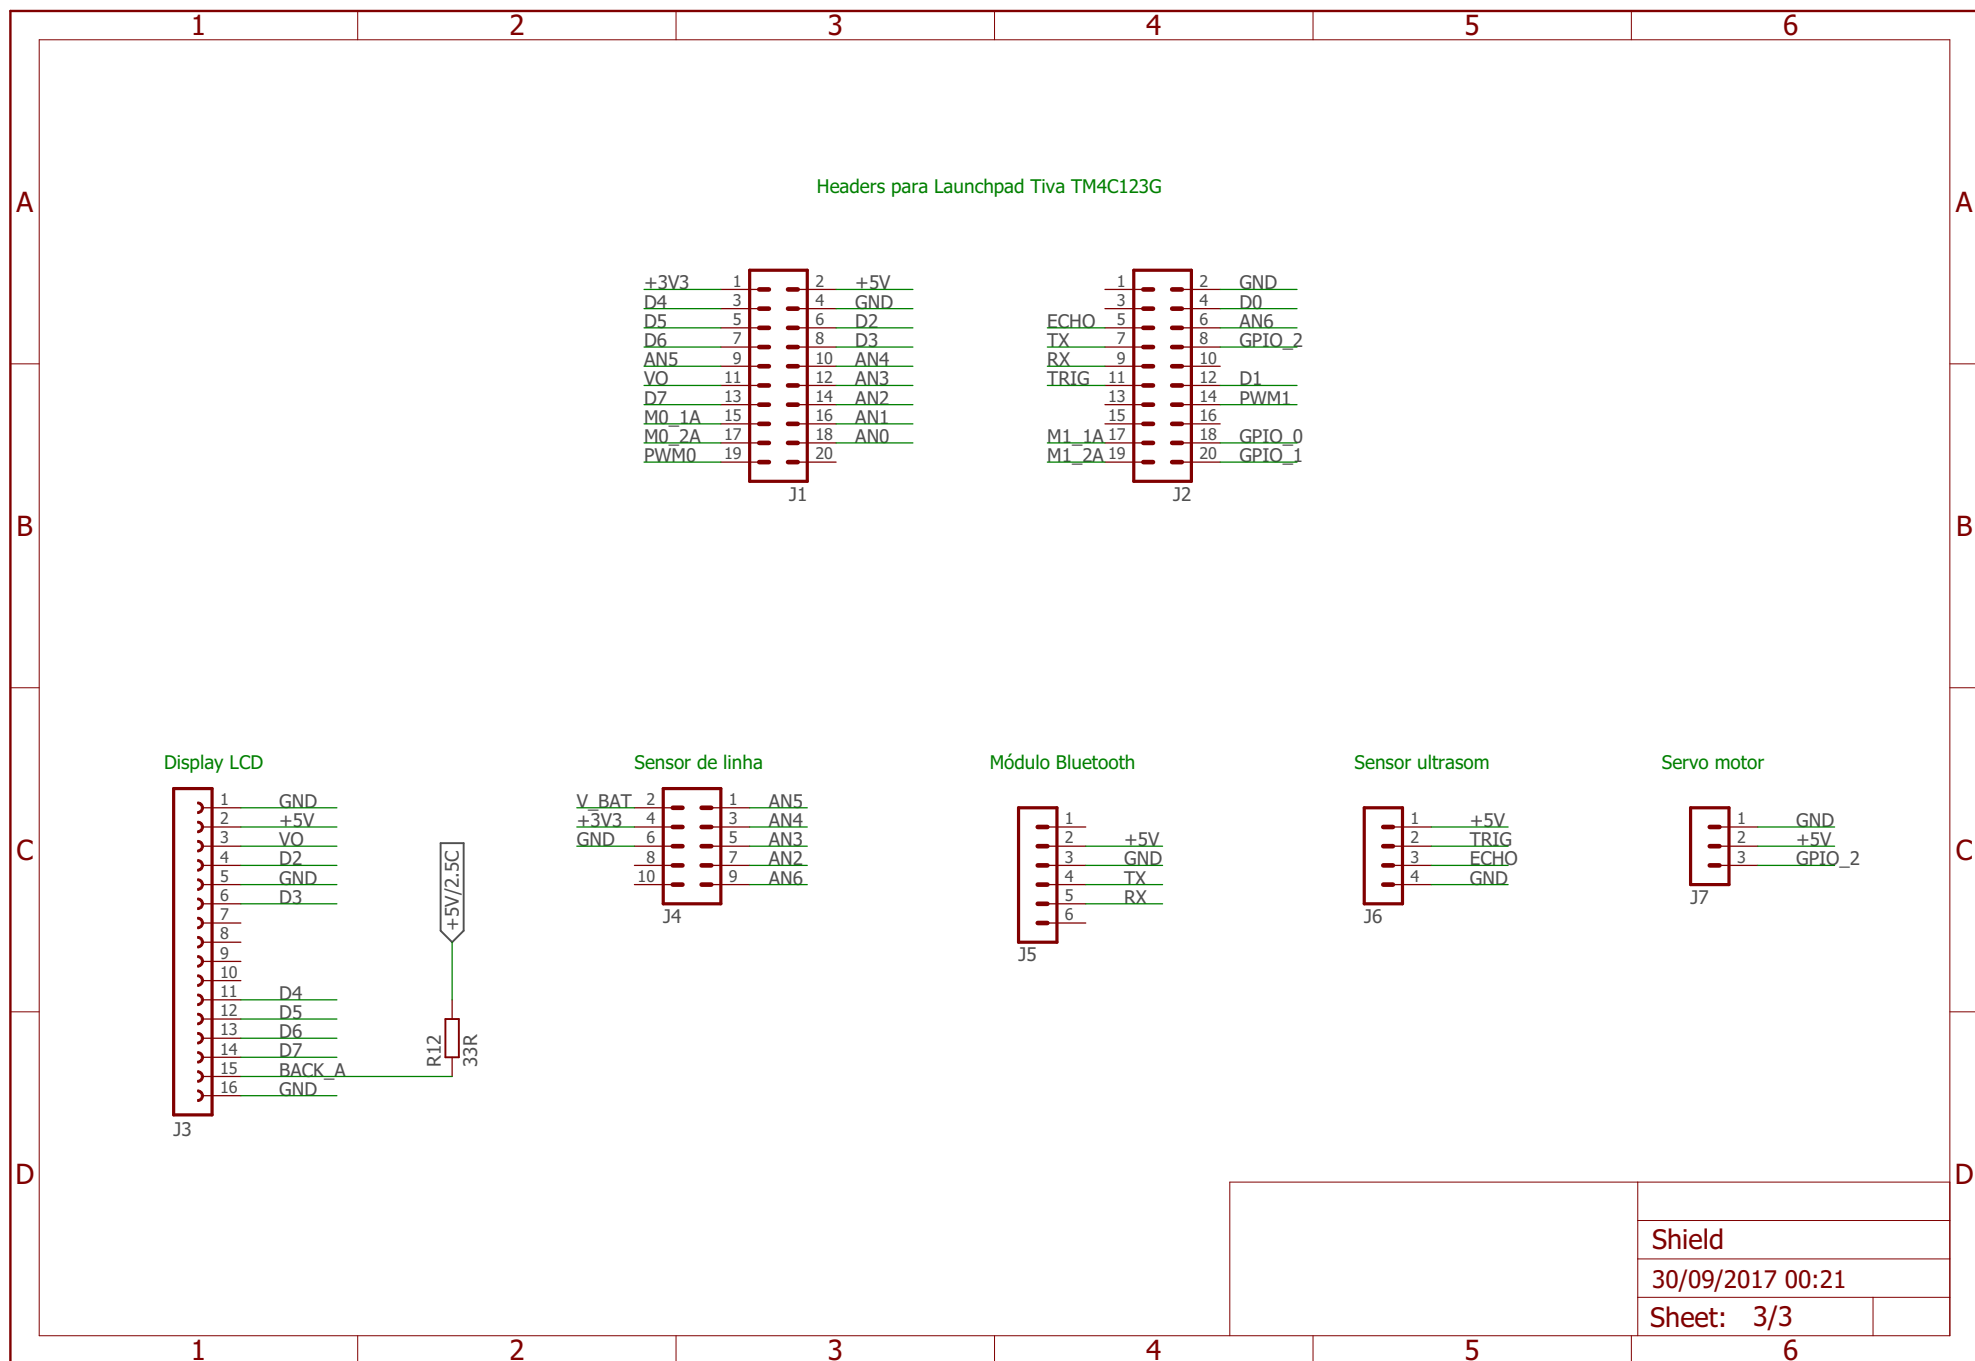 1 2 3 4 5 6
A A
Headers para Launchpad Tiva TM4C123G
+3V3 1 2 +5V
D4 3 4 GND
D5 5 6 D2
D6 7 8 D3
AN5 9 10 AN4
VO 11 12 AN3
D7 13 14 AN2
M0_1A 15 16 AN1
M0_2A 17 18 AN0
PWM0 19 20
J1
1 2 GND
3 4 D0
ECHO 5 6 AN6
TX 7 8 GPIO_2
RX 9 10
TRIG 11 12 D1
13 14 PWM1
15 16
M1_1A 17 18 GPIO_0
M1_2A 19 20 GPIO_1
J2
B B
Display LCD
1 GND
2 +5V
3 VO
4 D2
5 GND
6 D3
7
8
9
10
11 D4
12 D5
13 D6
14 D7
15 BACK_A
16 GND
J3
+5V/2.5C
R12
33R
Sensor de linha
V_BAT 2 1 AN5
+3V3 4 3 AN4
GND 6 5 AN3
8 7 AN2
10 9 AN6
J4
Módulo Bluetooth
1
2 +5V
3 GND
4 TX
5 RX
6
J5
Sensor ultrasom
1 +5V
2 TRIG
3 ECHO
4 GND
J6
Servo motor
1 GND
2 +5V
3 GPIO_2
J7
C C
D D
Shield
30/09/2017 00:21
Sheet: 3/3
1 2 3 4 5 6